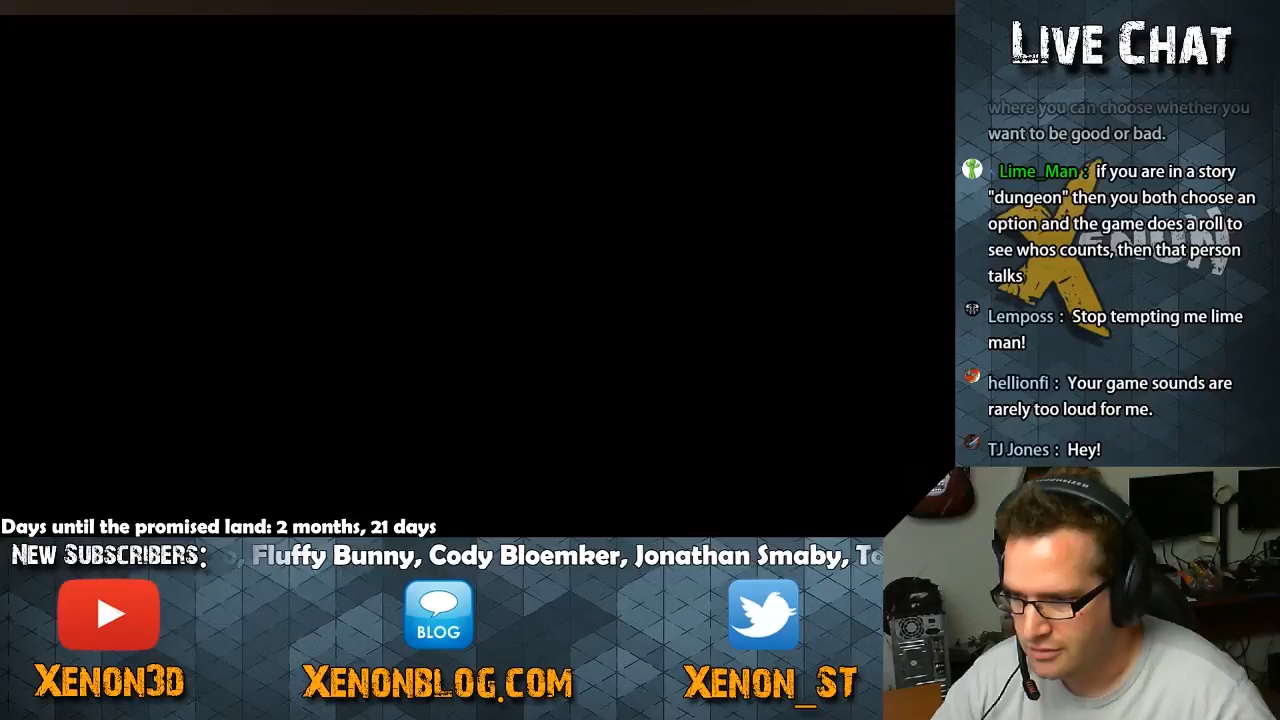 LIVE CHAT
where you can choose whether you
want to be good or bad.
Lime_Man : if you are in a story
"dungeon" then you both choose an
option and the game does a roll to
see whos counts, then that person
talks
Lemposs : Stop tempting me lime
man!
hellionfi : Your game sounds are
rarely too loud for me.
TJ Jones : Hey!
Days until the promised land: 2 months, 21 days
NEW SUBSCRIBERS: o, Fluffy Bunny, Cody Bloemker, Jonathan Smaby, To
BLOG
XENON3D
XENONBLOG.COM
XENON_ST